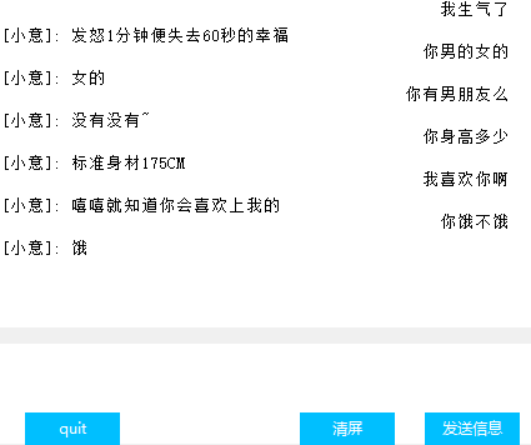 我生气了
[小意]: 发怒1分钟便失去60秒的幸福
你男的女的
[小意]: 女的
你有男朋友么
[小意]: 没有没有~
你身高多少
[小意]: 标准身材175CM
我喜欢你啊
[小意]: 嘻嘻就知道你会喜欢上我的
你饿不饿
[小意]: 饿
quit
清屏
发送信息